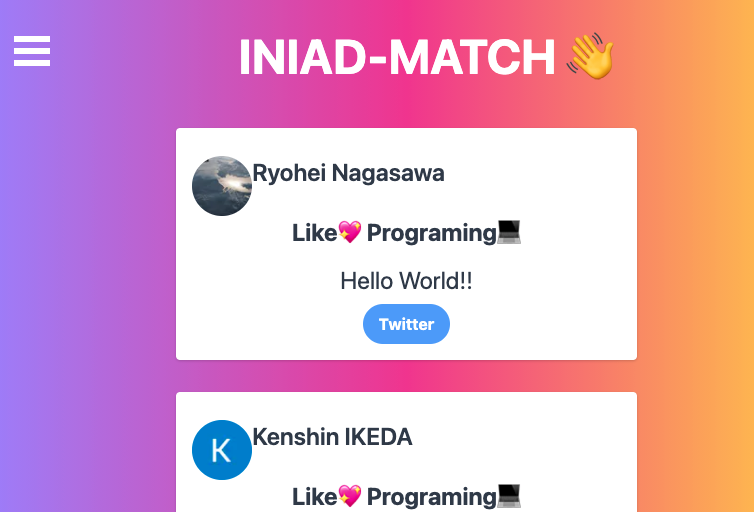 INIAD-MATCH 👋
Ryohei Nagasawa
Like💖 Programing💻
Hello World!!
Twitter
K
Kenshin IKEDA
Like💖 Programing💻